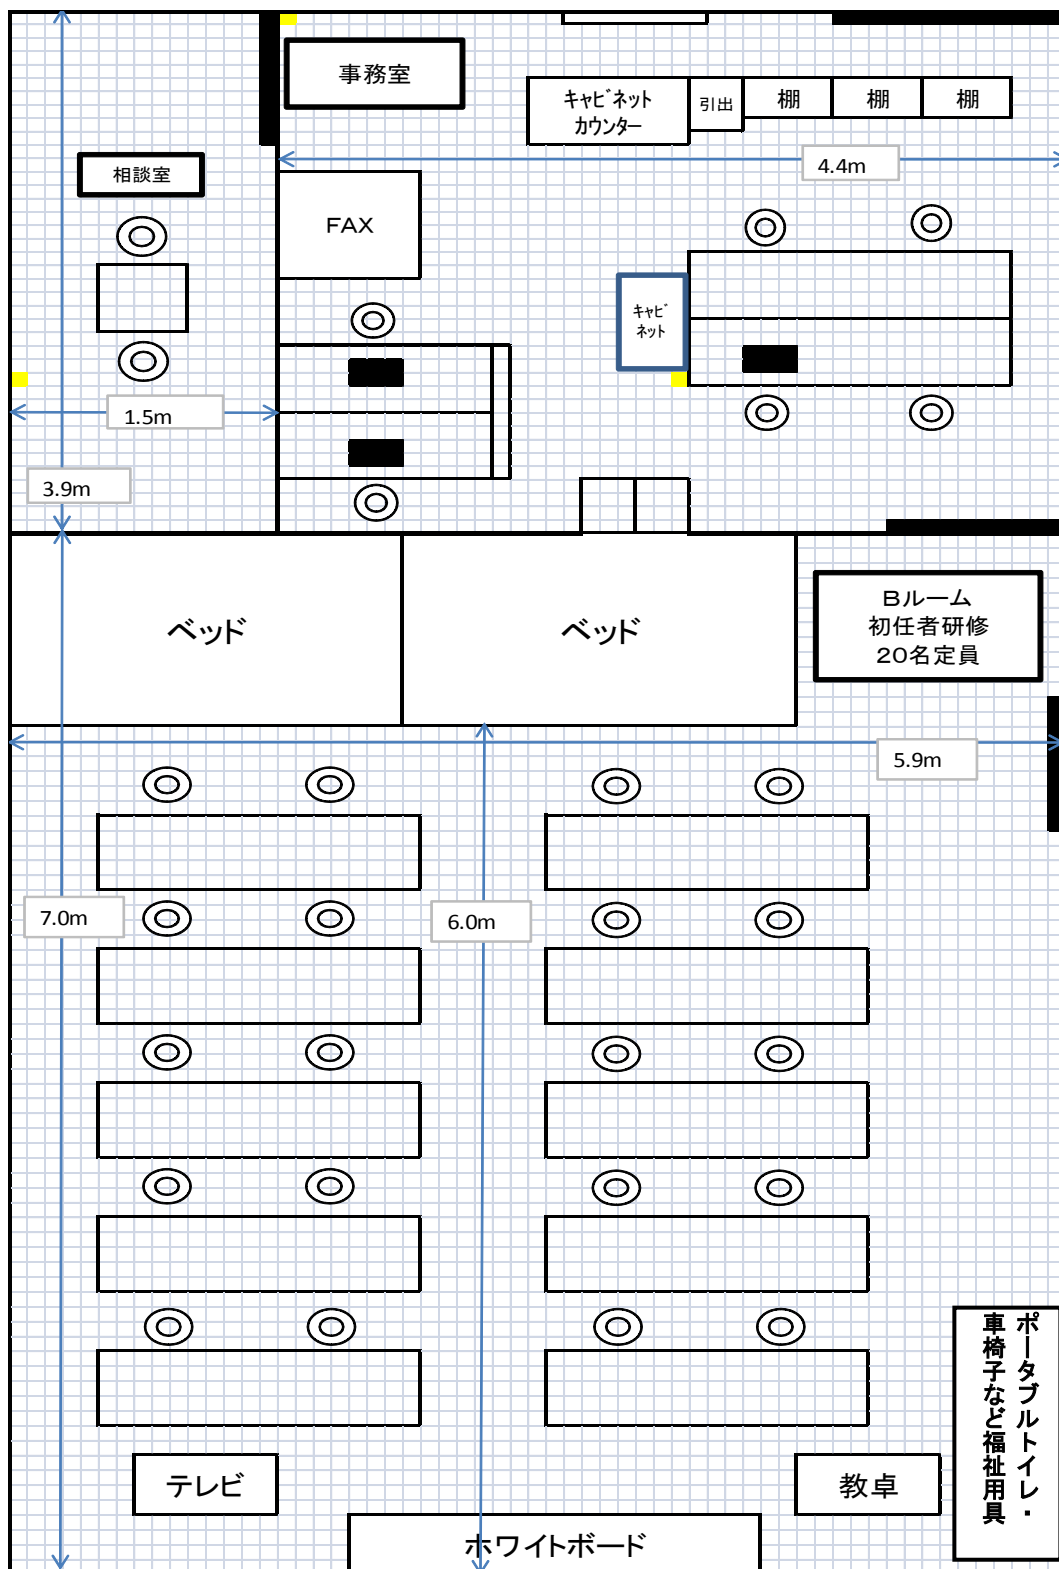 事務室
キャビネット
カウンター
引出
棚
棚
棚
4.4m
相談室
FAX
キャビ
ネット
1.5m
3.9m
ベッド
ベッド
Bルーム
初任者研修
20名定員
5.9m
7.0m
6.0m
ポータブルトイレ・
車椅子など福祉用具
テレビ
教卓
ホワイトボード